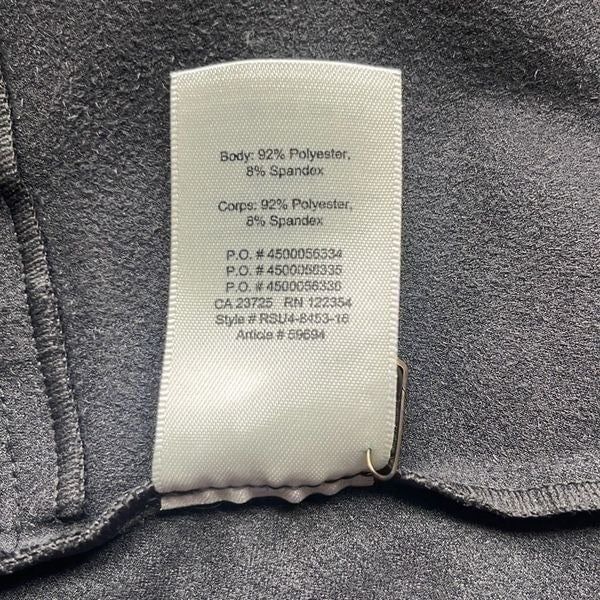 Body: 92% Polyester,
8% Spandex
Corps: 92% Polyester,
8% Spandex
P.O. # 4500056334
P.O. # 4500056335
P.O. # 4500056336
CA 23725 RN 122354
Style # RSU4-8453-16
Article # 59694